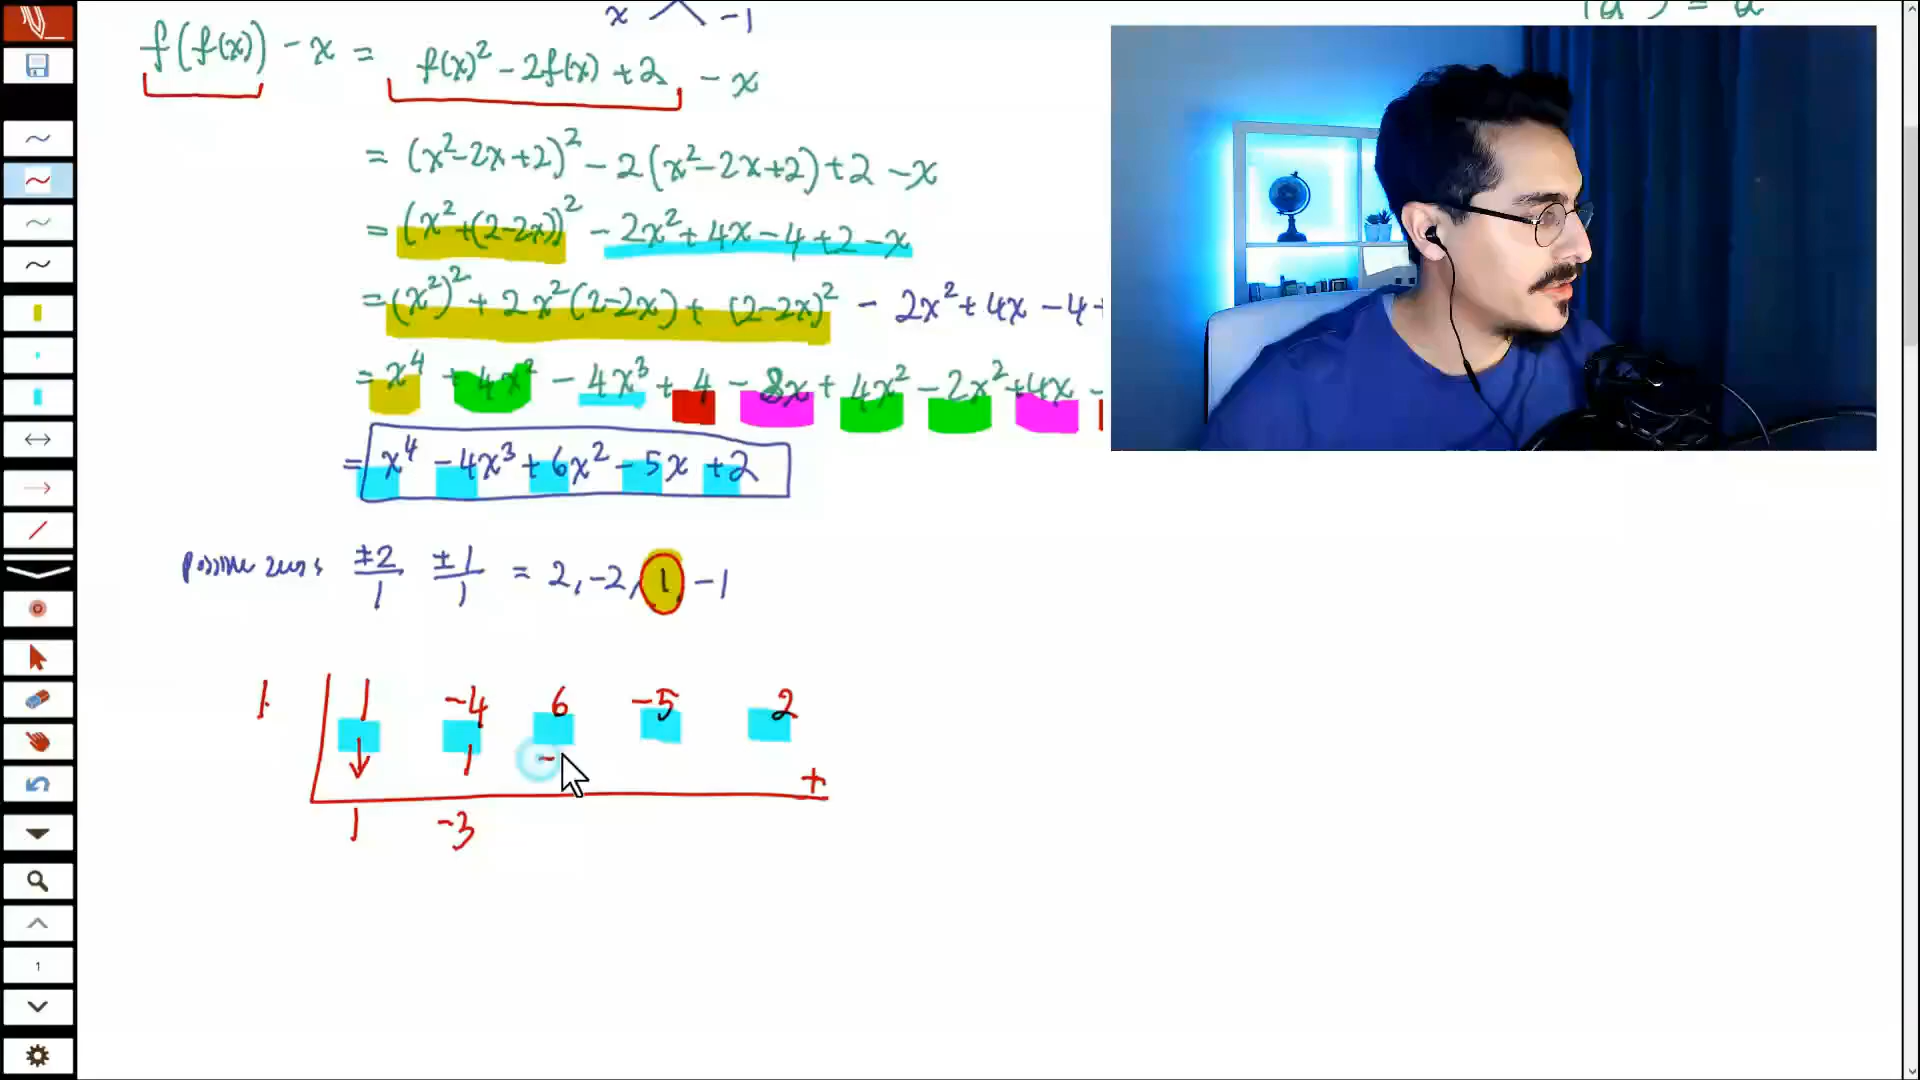 x -1
f(f(x)) - x = f(x)² - 2f(x) + 2 - x
= (x²-2x+2)² - 2(x²-2x+2) + 2 - x
= (x²+(2-2x))² - 2x² + 4x - 4 + 2 - x
= (x²)² + 2x²(2-2x) + (2-2x)² - 2x² + 4x - 4 +
= x⁴ + 4x² - 4x³ + 4 - 8x + 4x² - 2x² + 4x -
= x⁴ - 4x³ + 6x² - 5x + 2
±2/1 ±1/1 = 2, -2, 1, -1
1 1 -4 6 -5 2
1 - +
1 -3
1